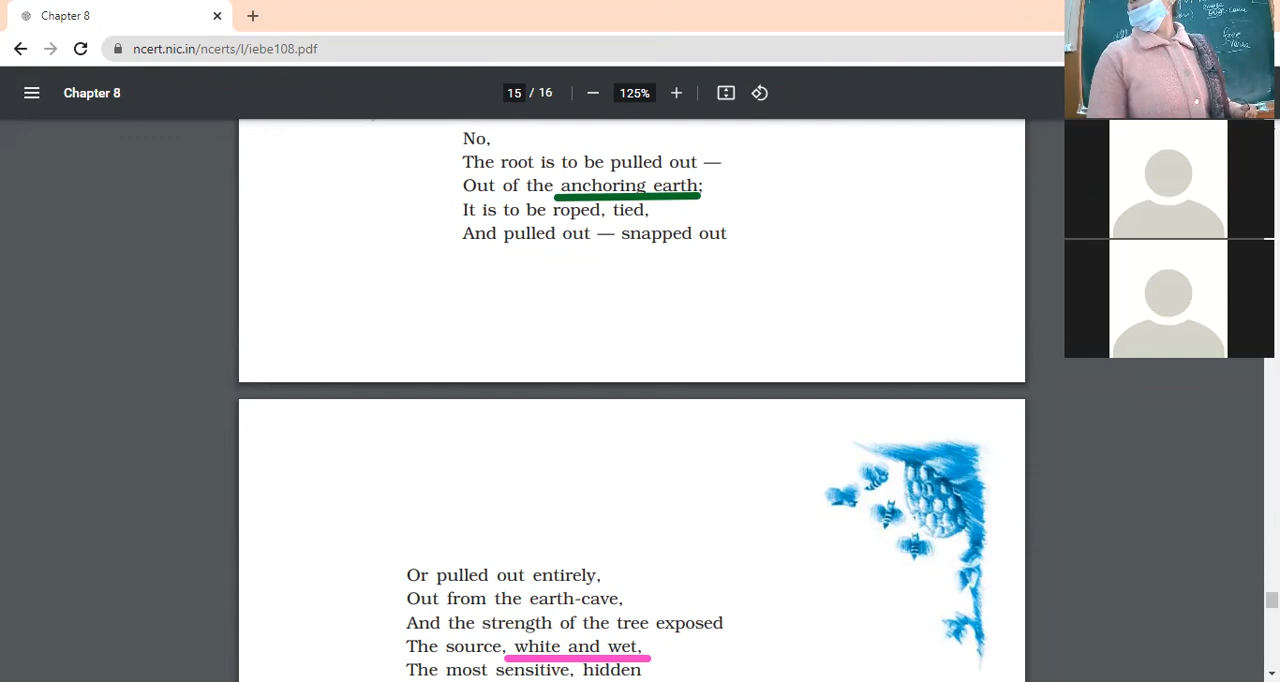 Chapter 8
ncert.nic.in/ncerts/l/iebe108.pdf
Chapter 8
15 / 16
125%
No,
The root is to be pulled out —
Out of the anchoring earth;
It is to be roped, tied,
And pulled out — snapped out
Or pulled out entirely,
Out from the earth-cave,
And the strength of the tree exposed
The source, white and wet,
The most sensitive, hidden